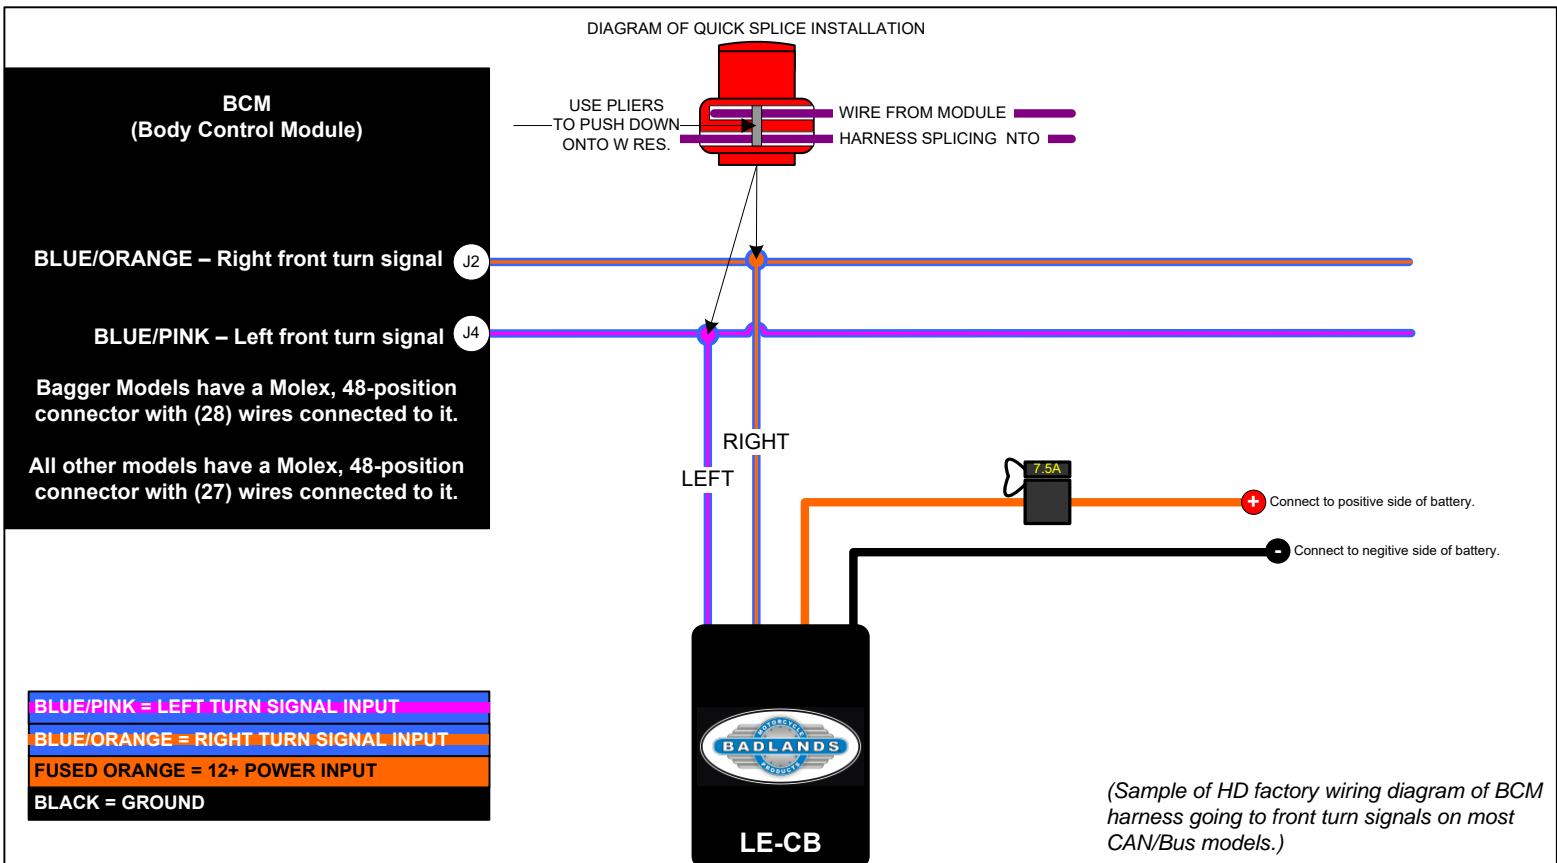 DIAGRAM OF QUICK SPLICE INSTALLATION
BCM
(Body Control Module)
USE PLIERS
TO PUSH DOWN
ONTO W RES.
WIRE FROM MODULE
HARNESS SPLICING NTO
BLUE/ORANGE – Right front turn signal
J2
BLUE/PINK – Left front turn signal
J4
Bagger Models have a Molex, 48-position
connector with (28) wires connected to it.
All other models have a Molex, 48-position
connector with (27) wires connected to it.
RIGHT
LEFT
7.5A
+
Connect to positive side of battery.
-
Connect to negitive side of battery.
BLUE/PINK = LEFT TURN SIGNAL INPUT
BLUE/ORANGE = RIGHT TURN SIGNAL INPUT
FUSED ORANGE = 12+ POWER INPUT
BLACK = GROUND
MOTORCYCLE
BADLANDS
PRODUCTS
LE-CB
(Sample of HD factory wiring diagram of BCM
harness going to front turn signals on most
CAN/Bus models.)